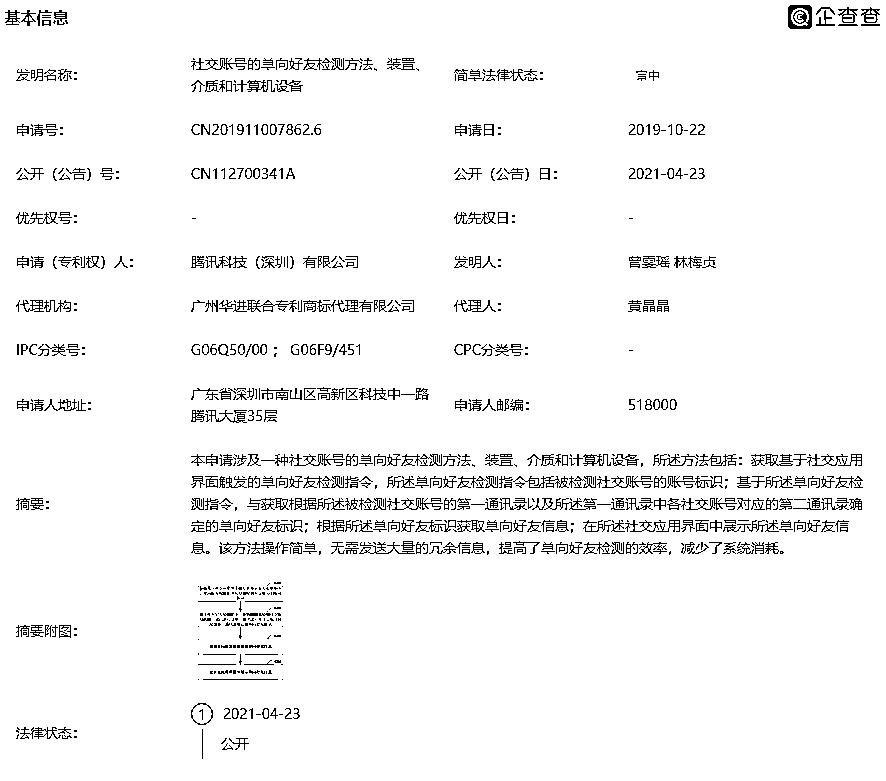 基本信息
企查查
发明名称：
社交账号的单向好友检测方法、装置、
介质和计算机设备
简单法律状态：
审中
申请号：
CN201911007862.6
申请日：
2019-10-22
公开（公告）号：
CN112700341A
公开（公告）日：
2021-04-23
优先权号：
-
优先权日：
-
申请（专利权）人：
腾讯科技（深圳）有限公司
发明人：
曾雯瑶 林梅贞
代理机构：
广州华进联合专利商标代理有限公司
代理人：
黄晶晶
IPC分类号：
G06Q50/00 ； G06F9/451
CPC分类号：
-
申请人地址：
广东省深圳市南山区高新区科技中一路
腾讯大厦35层
申请人邮编：
518000
摘要：
本申请涉及一种社交账号的单向好友检测方法、装置、介质和计算机设备，所述方法包括：获取基于社交应用
界面触发的单向好友检测指令，所述单向好友检测指令包括被检测社交账号的账号标识；基于所述单向好友检
测指令，与获取根据所述被检测社交账号的第一通讯录以及所述第一通讯录中各社交账号对应的第二通讯录确
定的单向好友标识；根据所述单向好友标识获取单向好友信息；在所述社交应用界面中展示所述单向好友信
息。该方法操作简单，无需发送大量的冗余信息，提高了单向好友检测的效率，减少了系统消耗。
摘要附图：
法律状态：
1 2021-04-23
公开